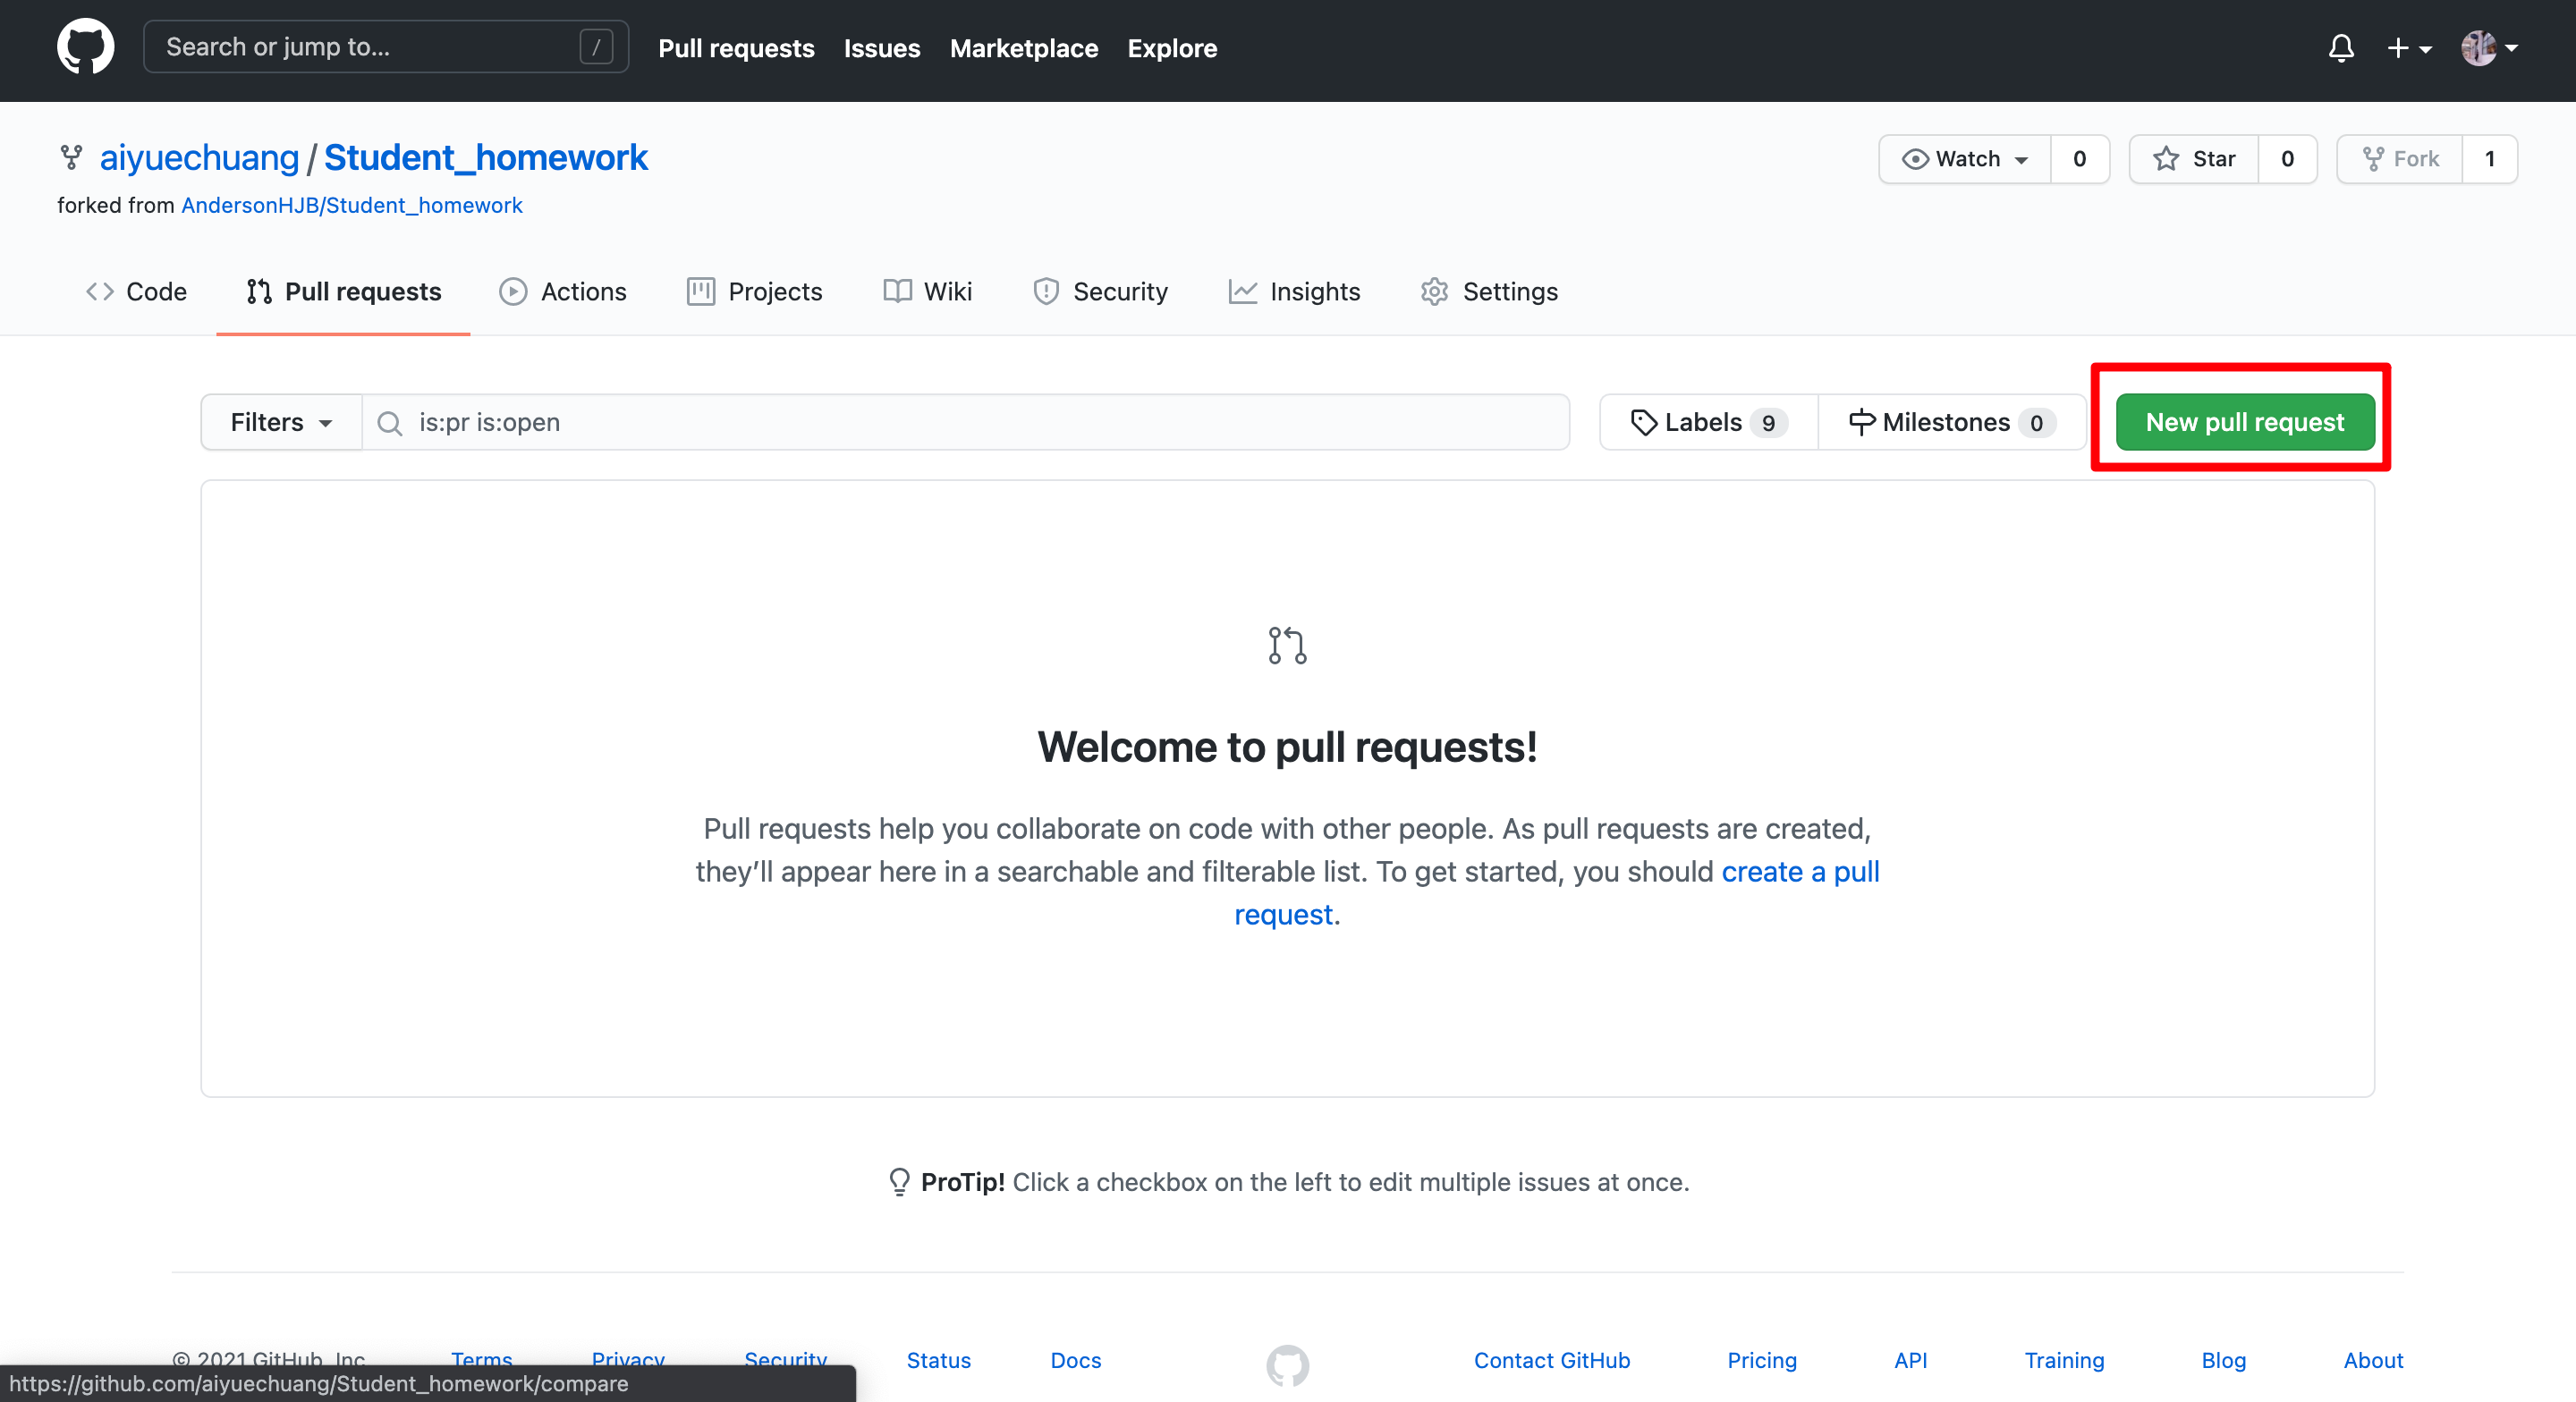 Search or jump to... /
Pull requests Issues Marketplace Explore
aiyuechuang / Student_homework
Watch 0 Star 0 Fork 1
forked from AndersonHJB/Student_homework
Code Pull requests Actions Projects Wiki Security Insights Settings
Filters is:pr is:open Labels 9 Milestones 0 New pull request
Welcome to pull requests!
Pull requests help you collaborate on code with other people. As pull requests are created,
they’ll appear here in a searchable and filterable list. To get started, you should create a pull
request.
ProTip! Click a checkbox on the left to edit multiple issues at once.
© 2021 GitHub, Inc. Terms Privacy Security Status Docs Contact GitHub Pricing API Training Blog About
https://github.com/aiyuechuang/Student_homework/compare